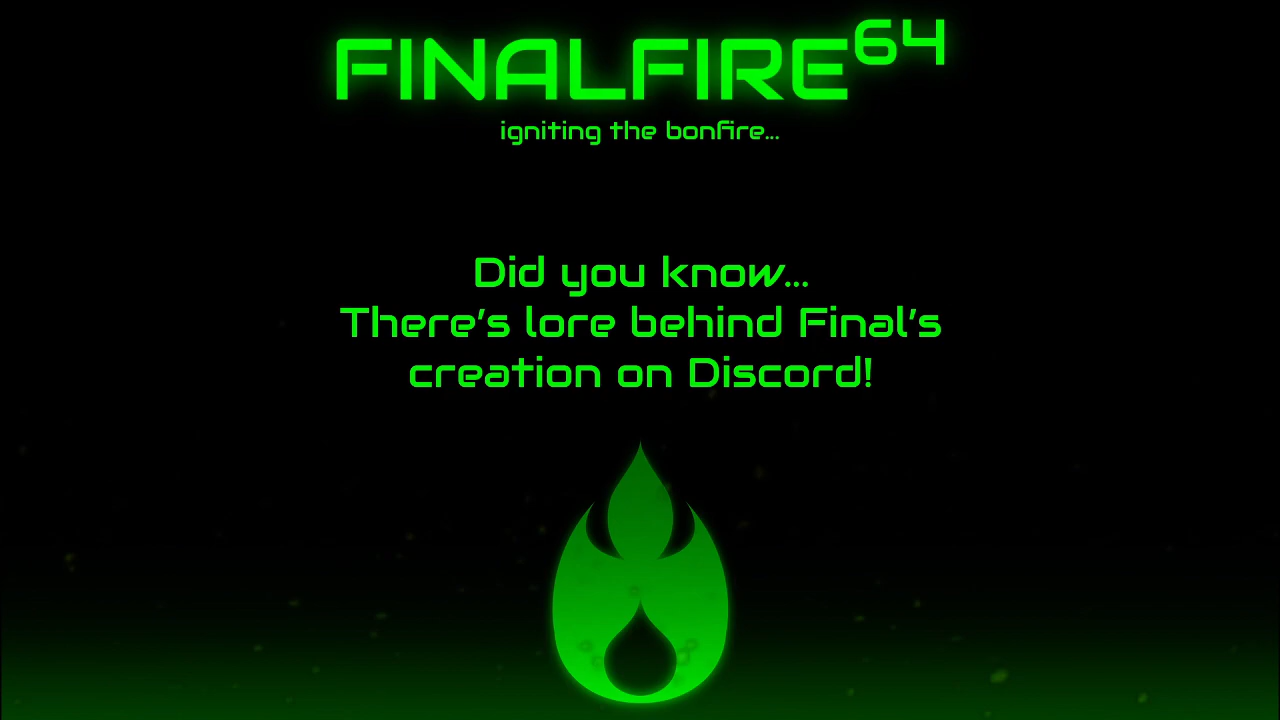 FINALFIRE⁶⁴
igniting the bonfire...
Did you know...
There's lore behind Final's
creation on Discord!